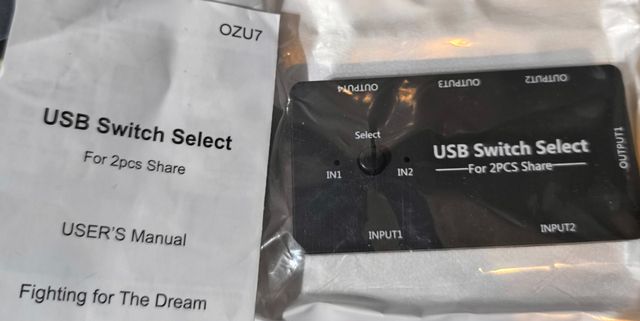 OZU7
USB Switch Select
For 2pcs Share
USER'S Manual
Fighting for The Dream
OUTPUT4
OUTPUT3
OUTPUT2
Select
IN1
IN2
USB Switch Select
For 2PCS Share
OUTPUT1
INPUT1
INPUT2